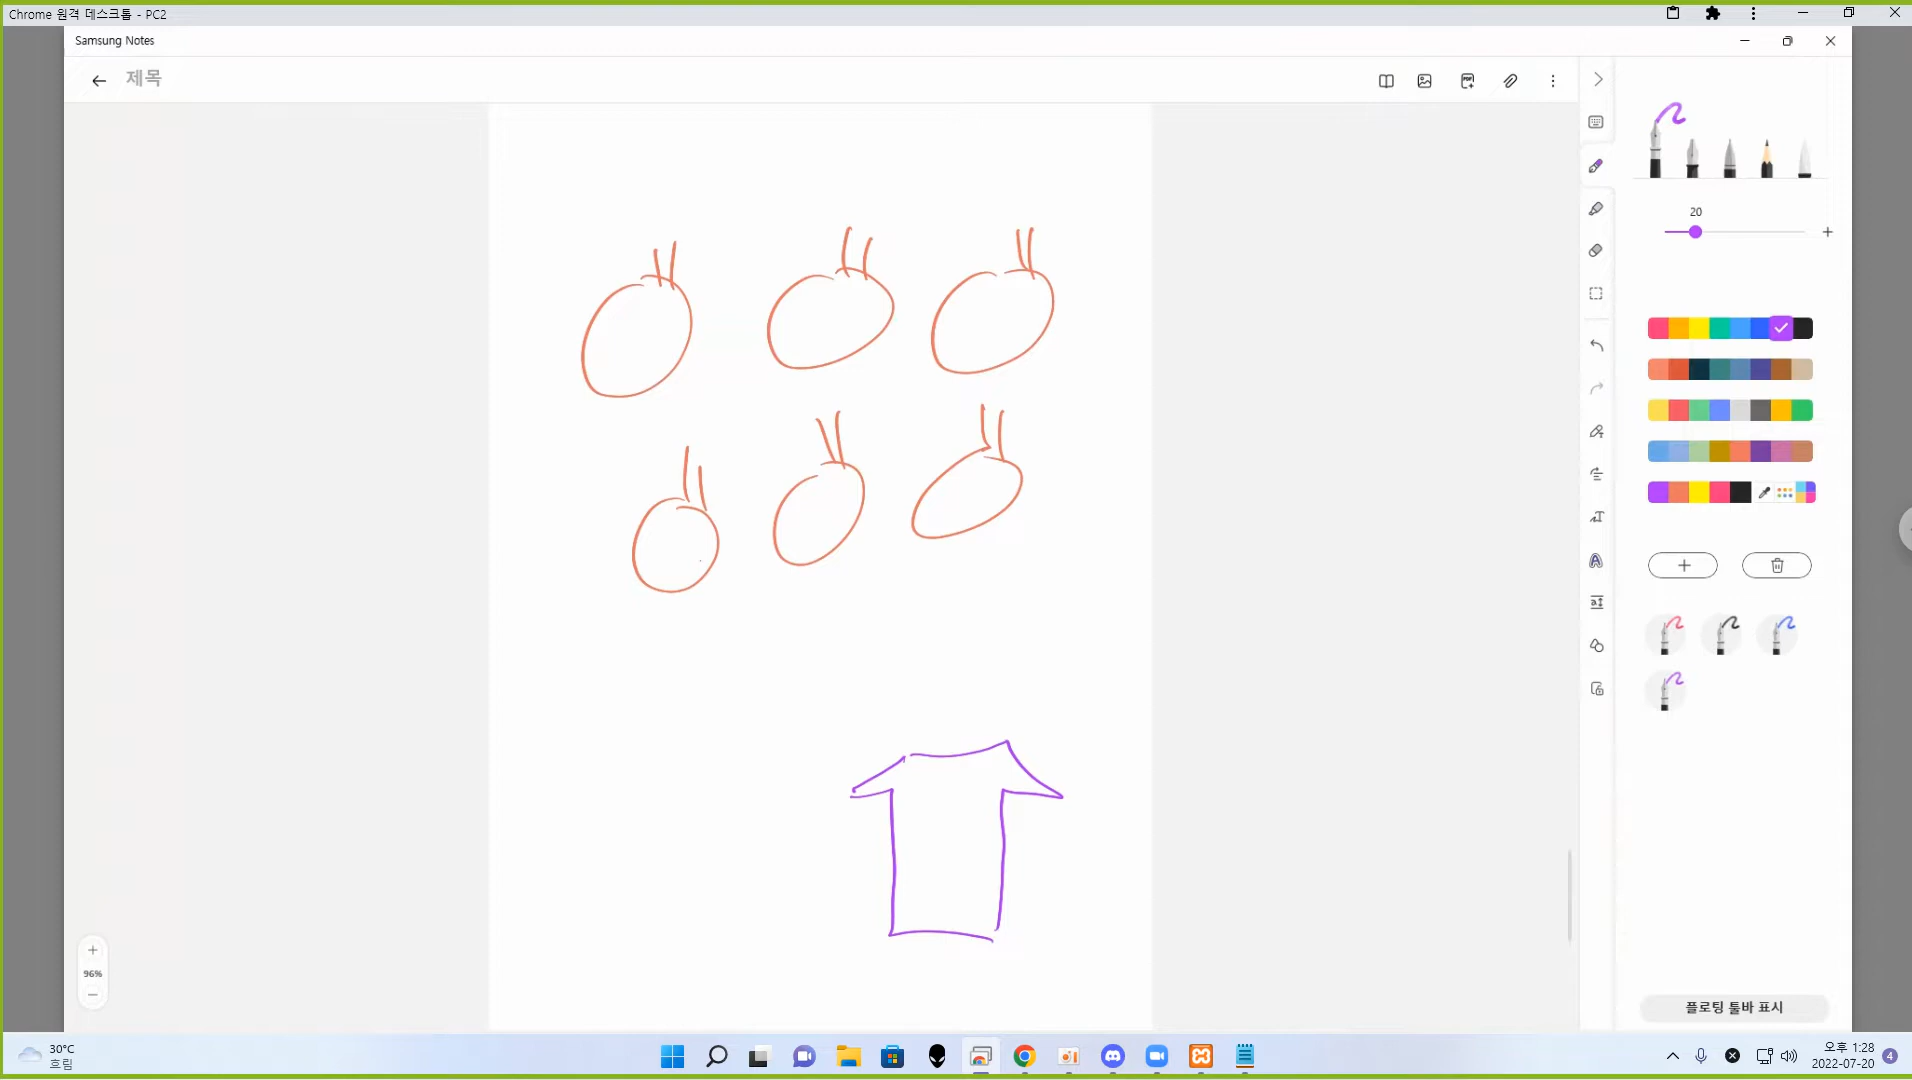 Chrome 원격 데스크톱 - PC2
Samsung Notes
제목
PDF
20
96%
플로팅 툴바 표시
30°C
흐림
오후 1:28
2022-07-20
4